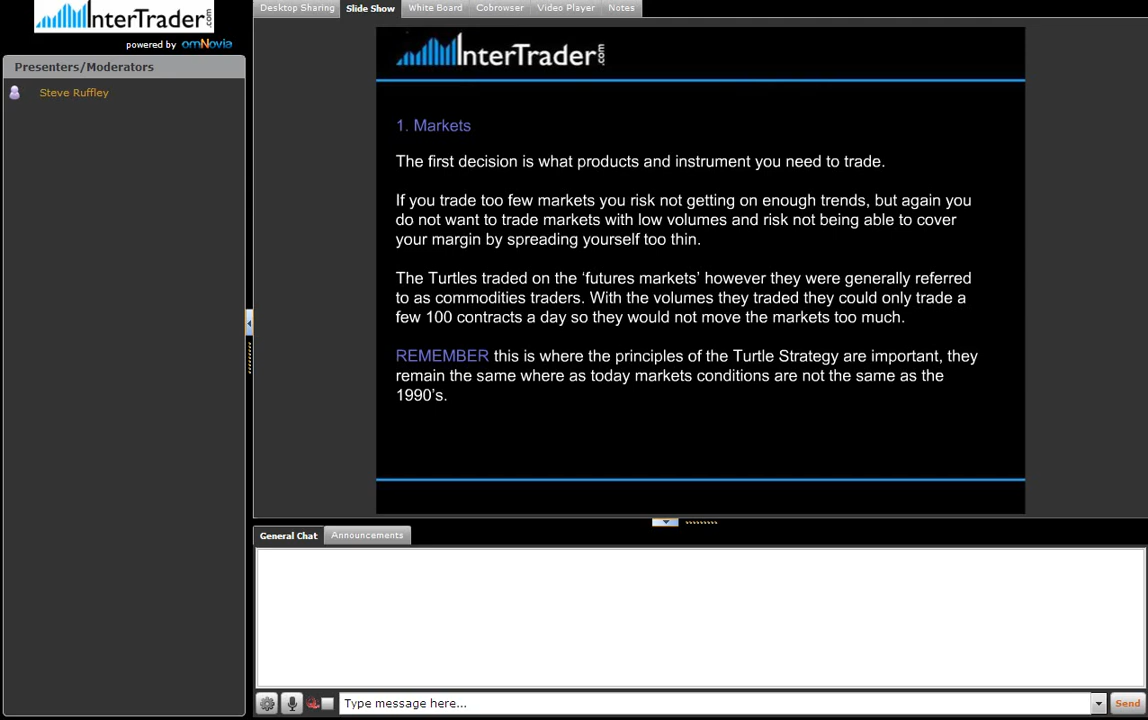 InterTrader.com
powered by omNovia
Presenters/Moderators
Steve Ruffley
Desktop Sharing
Slide Show
White Board
Cobrowser
Video Player
Notes
InterTrader.com
1. Markets
The first decision is what products and instrument you need to trade.
If you trade too few markets you risk not getting on enough trends, but again you
do not want to trade markets with low volumes and risk not being able to cover
your margin by spreading yourself too thin.
The Turtles traded on the ‘futures markets’ however they were generally referred
to as commodities traders. With the volumes they traded they could only trade a
few 100 contracts a day so they would not move the markets too much.
REMEMBER this is where the principles of the Turtle Strategy are important, they
remain the same where as today markets conditions are not the same as the
1990’s.
General Chat
Announcements
Type message here...
Send